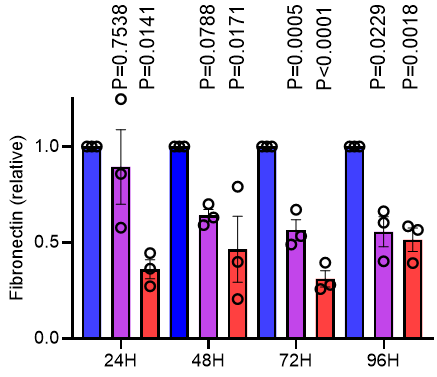 P=0.7538
P=0.0141
P=0.0788
P=0.0171
P=0.0005
P<0.0001
P=0.0229
P=0.0018
Fibronectin (relative)
1.0
0.5
0.0
24H
48H
72H
96H